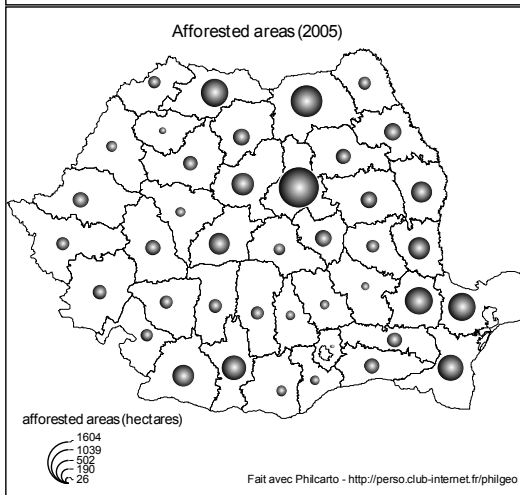 Afforested areas (2005)
afforested areas (hectares)
1604
1039
502
190
26
Fait avec Philcarto - http://perso.club-internet.fr/philgeo